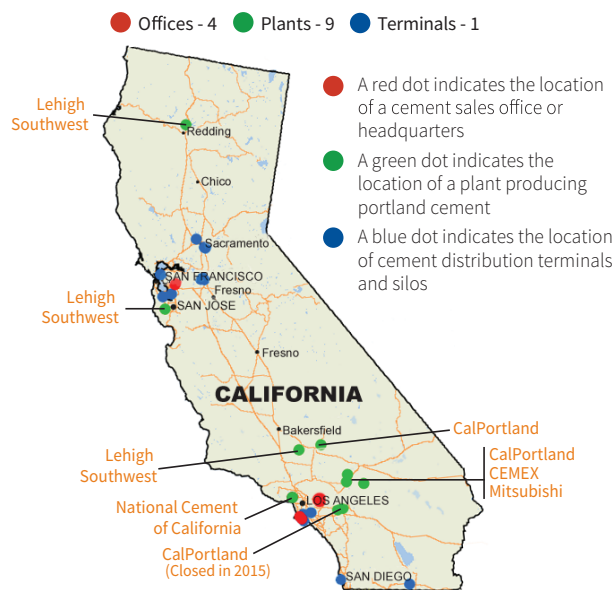 Offices - 4
Plants - 9
Terminals - 1
A red dot indicates the location
of a cement sales office or
headquarters
A green dot indicates the
location of a plant producing
portland cement
A blue dot indicates the location
of cement distribution terminals
and silos
Lehigh
Southwest
Redding
Chico
Sacramento
SAN FRANCISCO
Fresno
Lehigh
Southwest
SAN JOSE
Fresno
CALIFORNIA
Bakersfield
CalPortland
Lehigh
Southwest
CalPortland
CEMEX
Mitsubishi
National Cement
of California
LOS ANGELES
CalPortland
(Closed in 2015)
SAN DIEGO